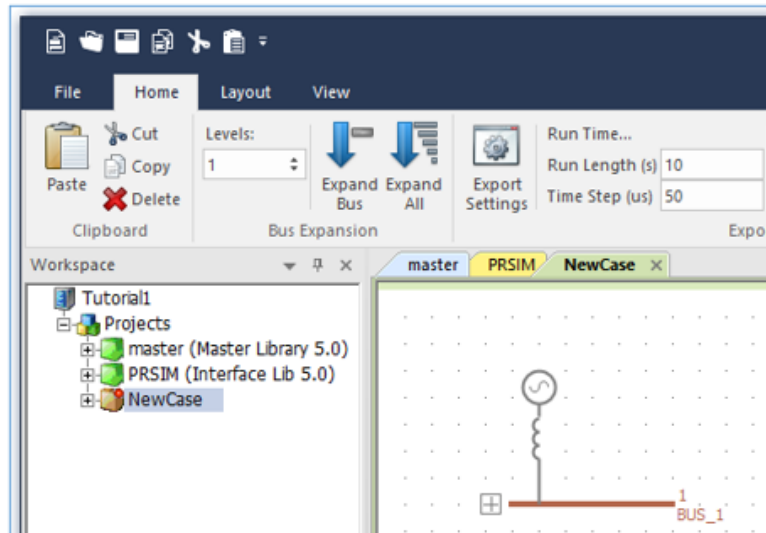 File Home Layout View
Cut Levels: Run Time...
Copy 1 Run Length (s) 10
Paste Delete Expand Bus Expand All Export Settings Time Step (us) 50
Clipboard Bus Expansion Expo
Workspace master PRSIM NewCase
Tutorial1
Projects
master (Master Library 5.0)
PRSIM (Interface Lib 5.0)
NewCase
1
BUS_1